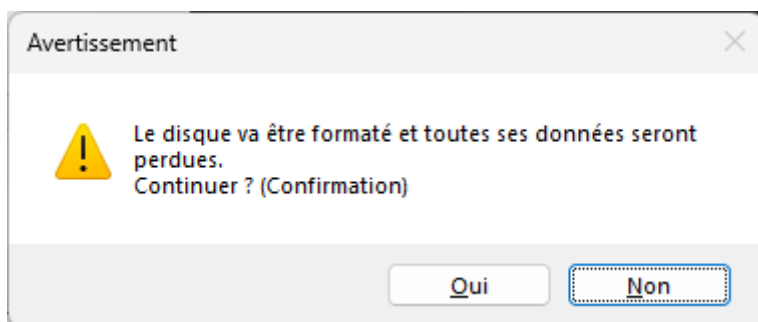 Avertissement
Le disque va être formaté et toutes ses données seront
perdues.
Continuer ? (Confirmation)
Oui
Non